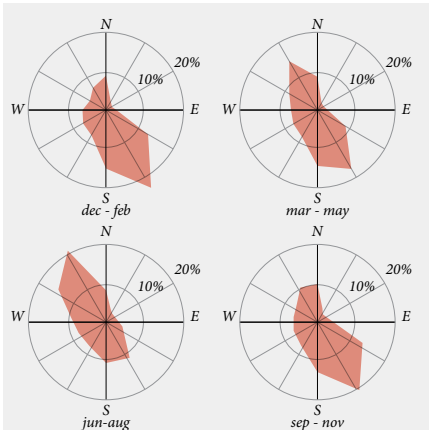 N N
20% 20%
10% 10%
W E W E
S S
dec - feb mar - may
N N
20% 20%
10% 10%
W E W E
S S
jun-aug sep - nov